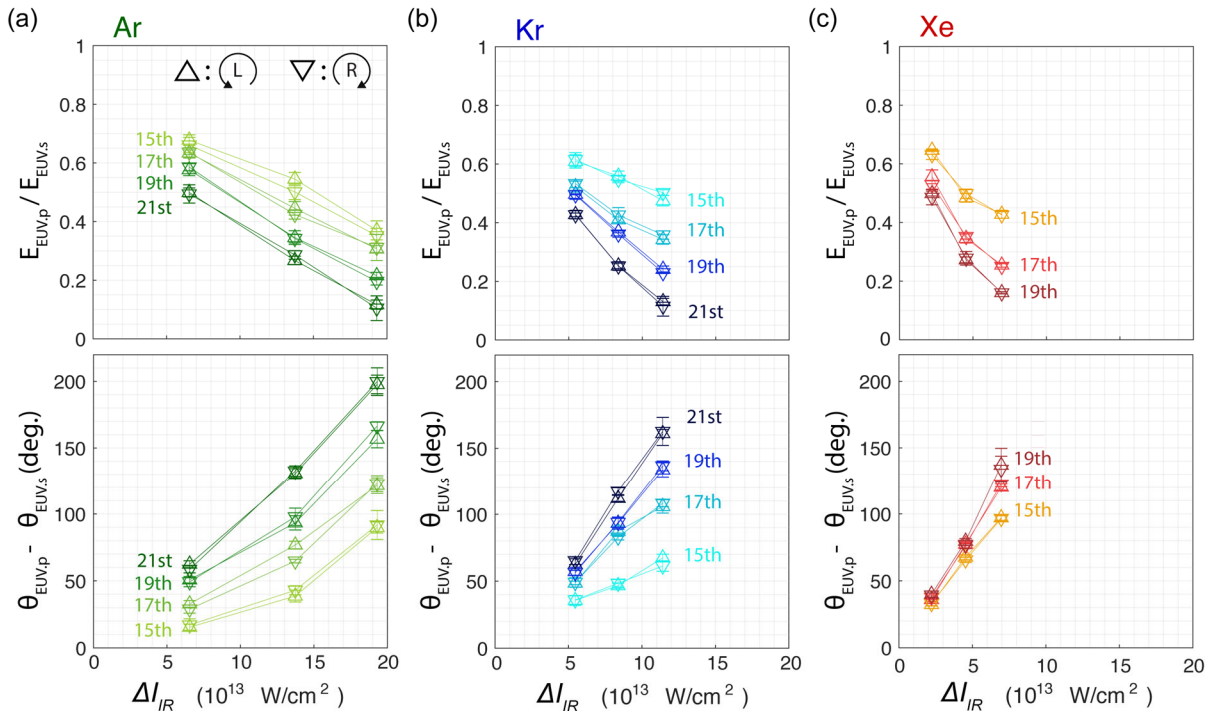 (a)
Ar
(b)
Kr
(c)
Xe
△ : L ▽ : R
E_EUV.p / E_EUV.s
1
0.8
0.6
0.4
0.2
0
15th
17th
19th
21st
E_EUV.p / E_EUV.s
1
0.8
0.6
0.4
0.2
0
15th
17th
19th
21st
E_EUV.p / E_EUV.s
1
0.8
0.6
0.4
0.2
0
15th
17th
19th
θ_EUV.p - θ_EUV.s (deg.)
200
150
100
50
0
21st
19th
17th
15th
0 5 10 15 20
ΔI_IR (10^13 W/cm^2)
θ_EUV.p - θ_EUV.s (deg.)
200
150
100
50
0
21st
19th
17th
15th
0 5 10 15 20
ΔI_IR (10^13 W/cm^2)
θ_EUV.p - θ_EUV.s (deg.)
200
150
100
50
0
19th
17th
15th
0 5 10 15 20
ΔI_IR (10^13 W/cm^2)